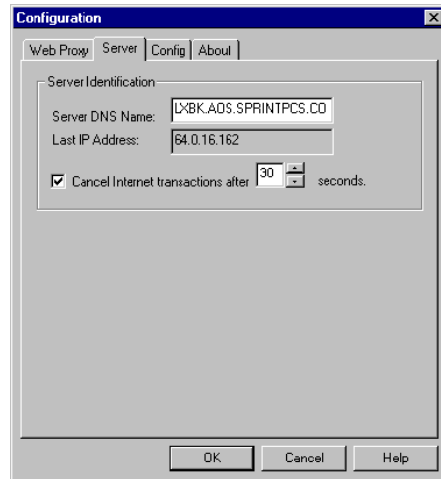 Configuration
Web Proxy Server Config About
Server Identification
Server DNS Name: LXBK.AOS.SPRINTPCS.CO
Last IP Address: 64.0.16.162
Cancel Internet transactions after 30 seconds.
OK Cancel Help